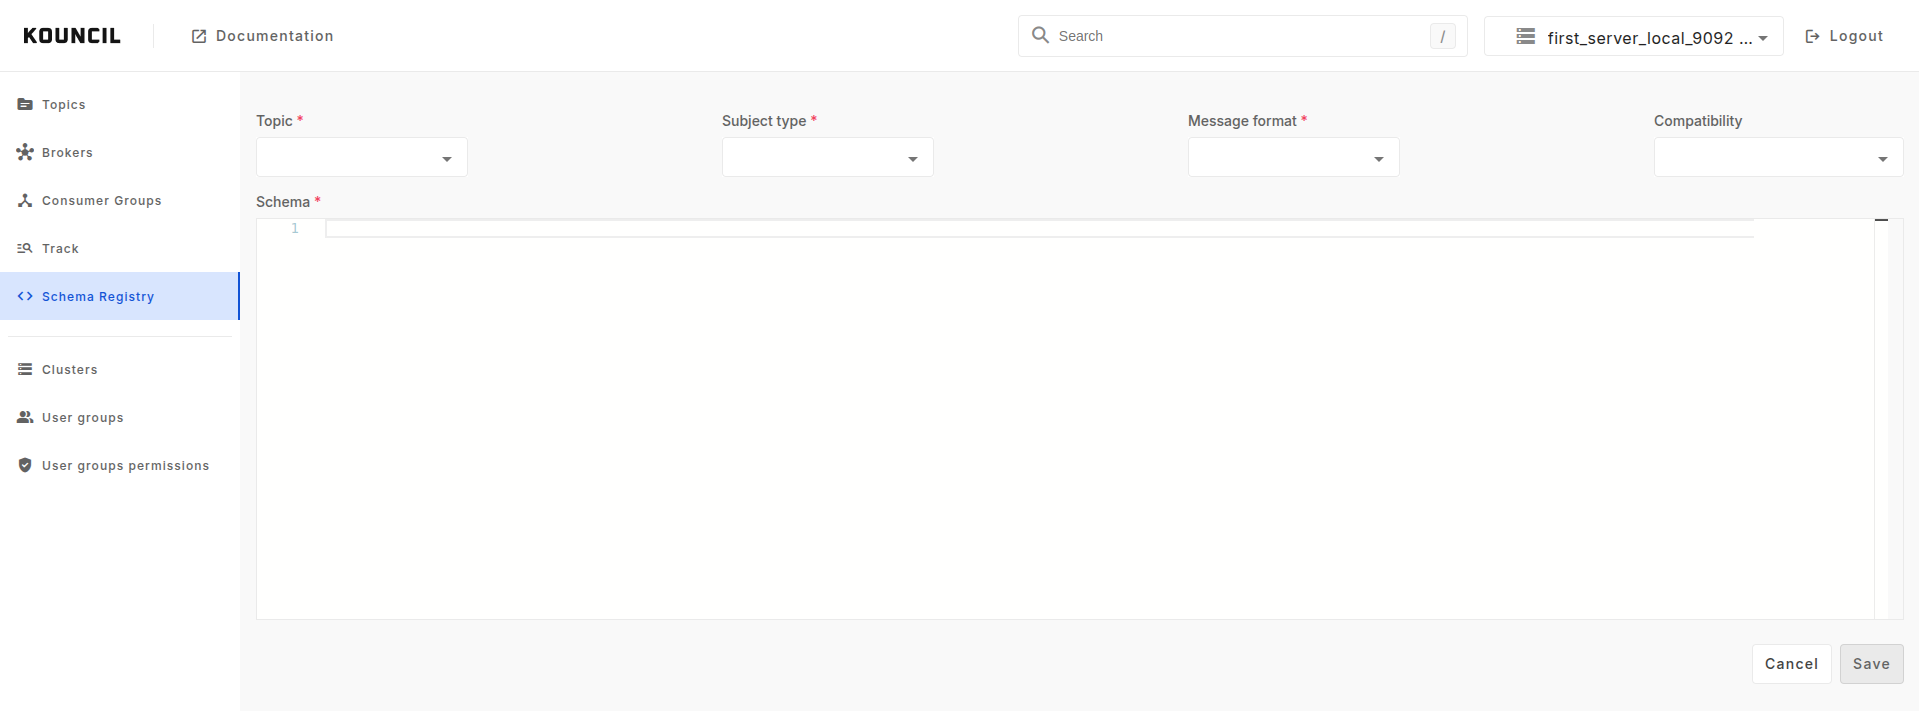 KOUNCIL
Documentation
Search
/
first_server_local_9092 ...
Logout
Topics
Brokers
Consumer Groups
Track
Schema Registry
Clusters
User groups
User groups permissions
Topic *
Subject type *
Message format *
Compatibility
Schema *
1
Cancel
Save